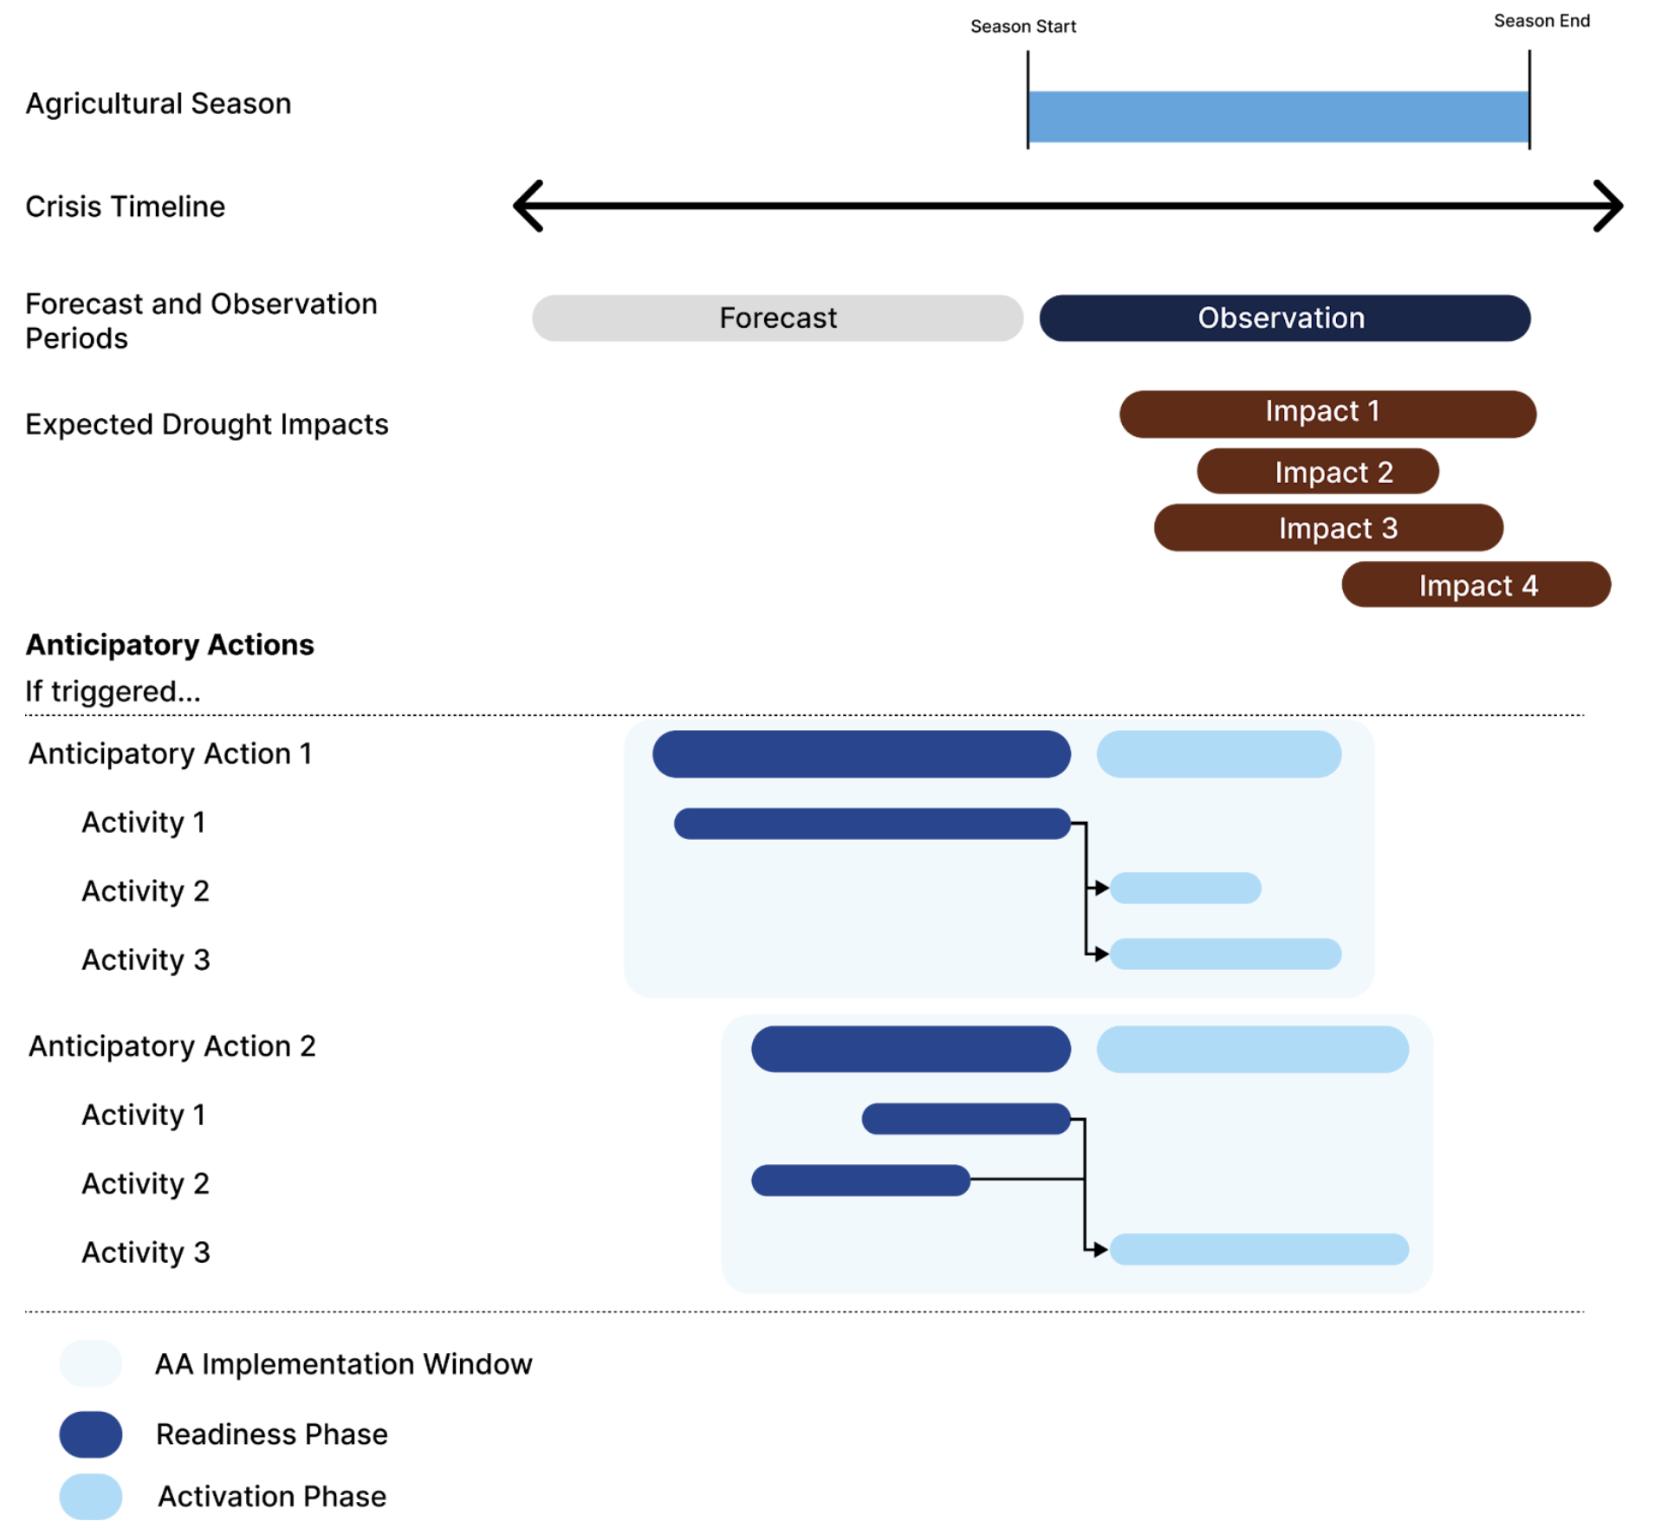 Season Start
Season End
Agricultural Season
Crisis Timeline
Forecast and Observation
Periods
Forecast
Observation
Expected Drought Impacts
Impact 1
Impact 2
Impact 3
Impact 4
Anticipatory Actions
If triggered...
Anticipatory Action 1
Activity 1
Activity 2
Activity 3
Anticipatory Action 2
Activity 1
Activity 2
Activity 3
AA Implementation Window
Readiness Phase
Activation Phase